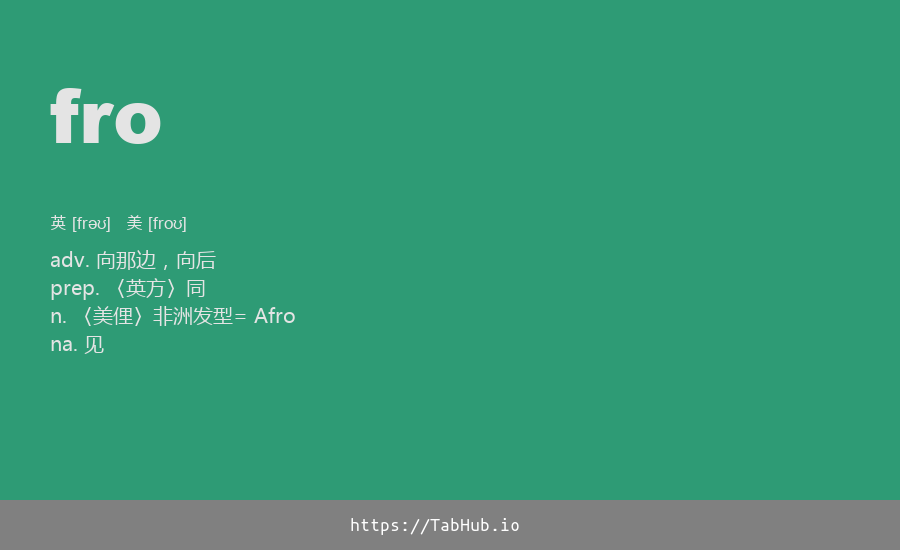 fro
英 [frəʊ] 美 [froʊ]
adv. 向那边，向后
prep. 〈英方〉同
n. 〈美俚〉非洲发型= Afro
na. 见
https://TabHub.io